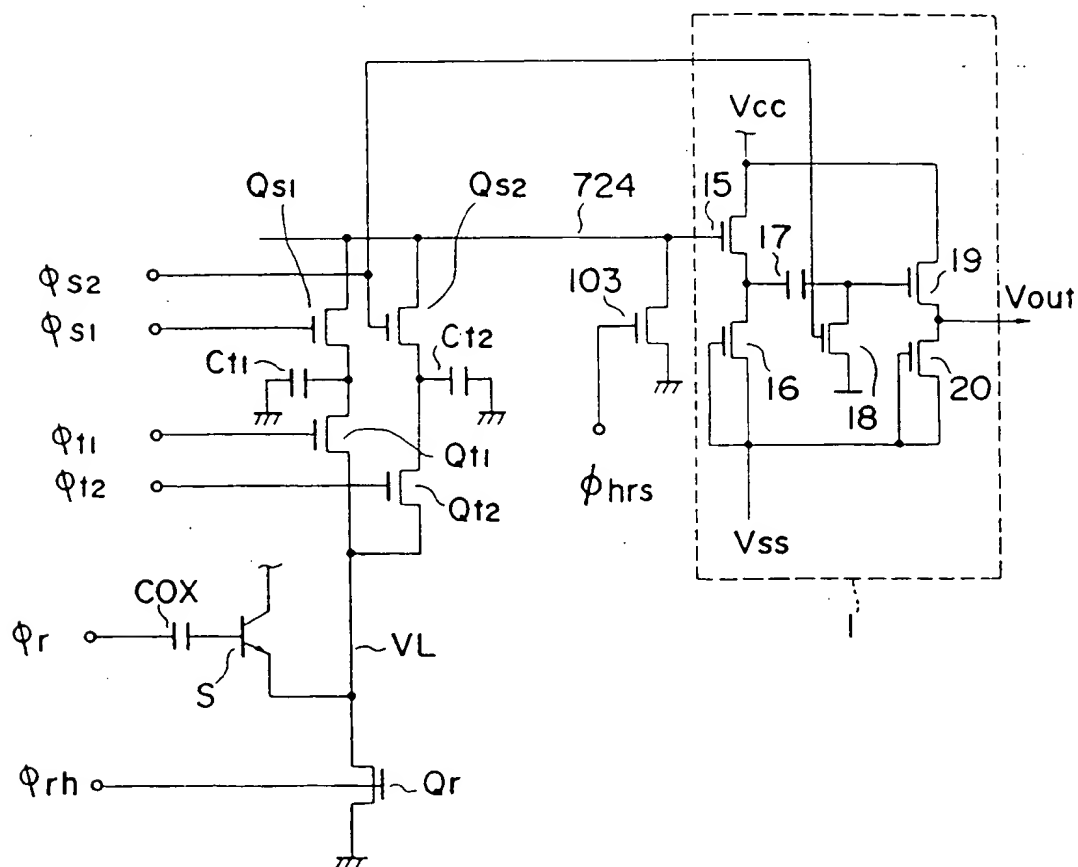 Vcc
Qs1
Qs2
724
15
17
19
φs2
φs1
103
Vout
Ct1
Ct2
16
18
20
φt1
Qt1
φt2
Qt2
φhrs
Vss
COX
1
φr
VL
S
φrh
Qr